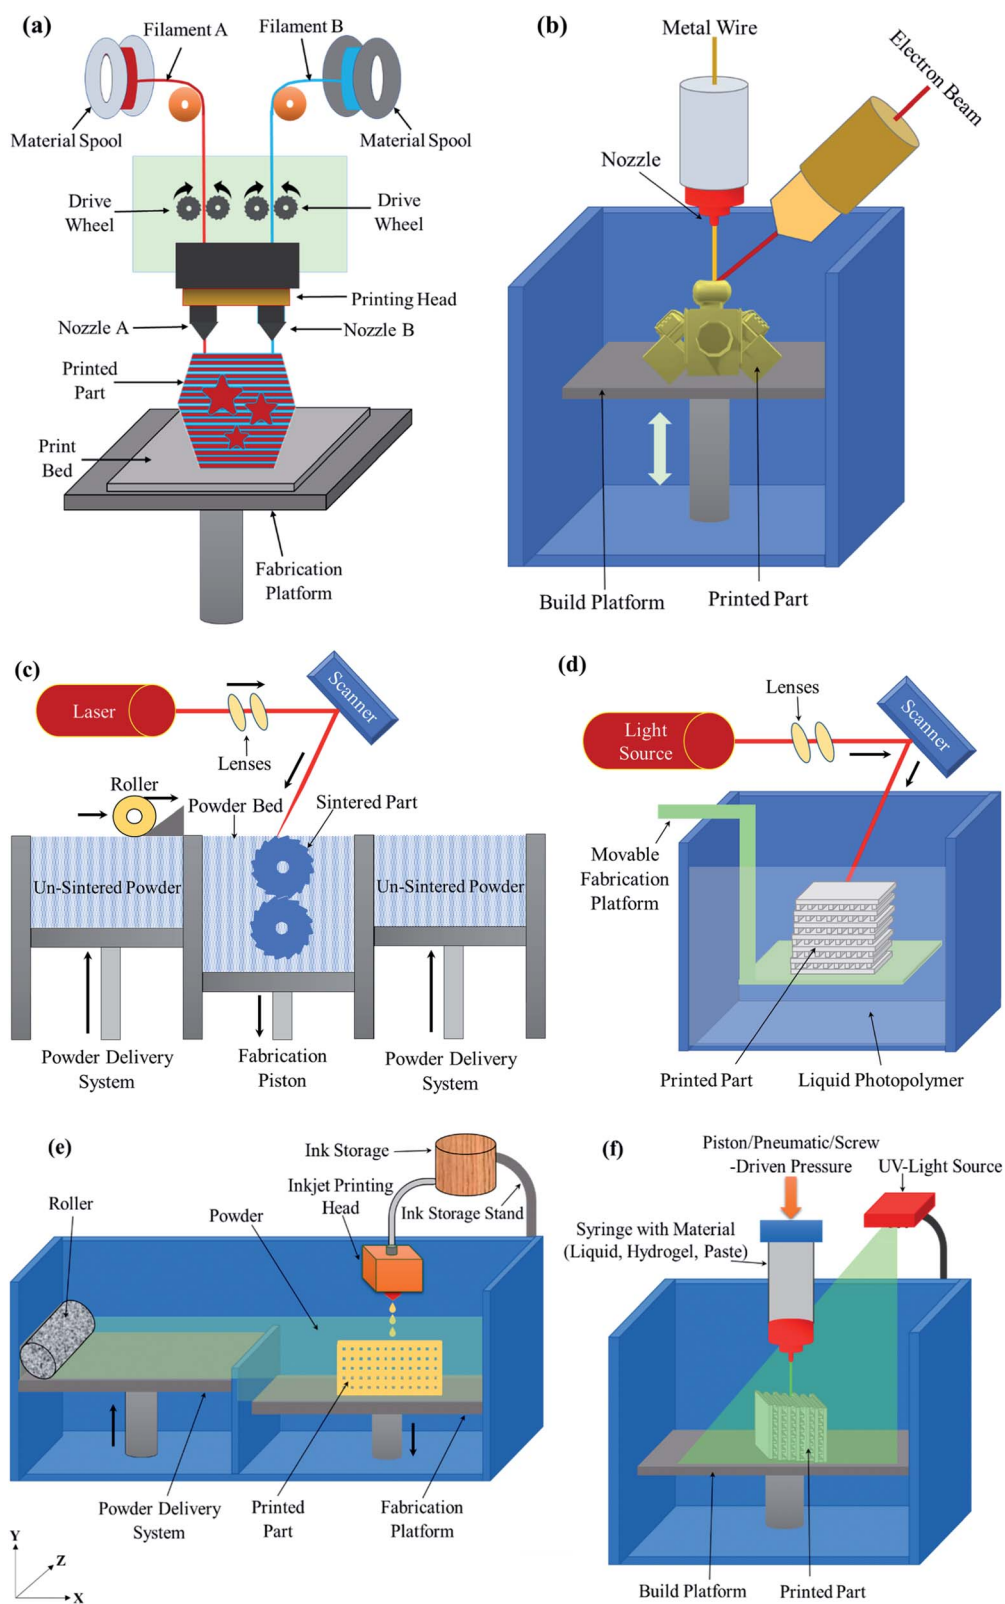 (a)
Filament A
Filament B
Material Spool
Material Spool
Drive
Wheel
Drive
Wheel
Printing Head
Nozzle A
Nozzle B
Printed
Part
Print
Bed
Fabrication
Platform
(b)
Metal Wire
Electron Beam
Nozzle
Build Platform
Printed Part
(c)
Laser
Scanner
Lenses
Roller
Powder Bed
Sintered Part
Un-Sintered Powder
Un-Sintered Powder
Powder Delivery
System
Fabrication
Piston
Powder Delivery
System
(d)
Lenses
Light
Source
Scanner
Movable
Fabrication
Platform
Printed Part
Liquid Photopolymer
(e)
Ink Storage
Inkjet Printing
Head
Ink Storage Stand
Roller
Powder
Powder Delivery
System
Printed
Part
Fabrication
Platform
Y
Z
X
(f)
Piston/Pneumatic/Screw
-Driven Pressure
UV-Light Source
Syringe with Material
(Liquid, Hydrogel, Paste)
Build Platform
Printed Part